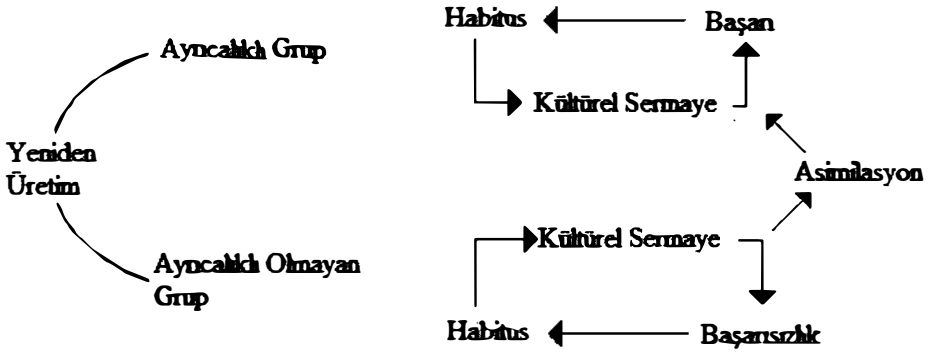 Habitus
Başarı
Ayrıcalıklı Grup
Kültürel Sermaye
Yeniden
Üretim
Asimilasyon
Kültürel Sermaye
Ayrıcalıklı Olmayan
Grup
Habitus
Başarısızlık